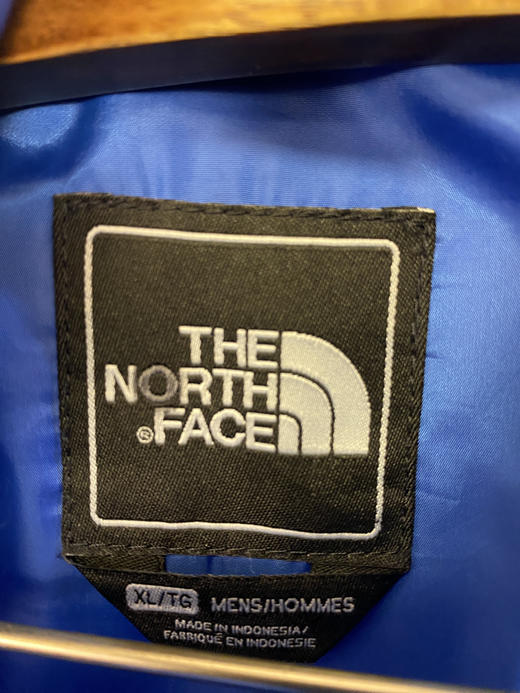 THE
NORTH
®FACE
XL/TG MENS/HOMMES
MADE IN INDONESIA/
FABRIQUÉ EN INDONESIE